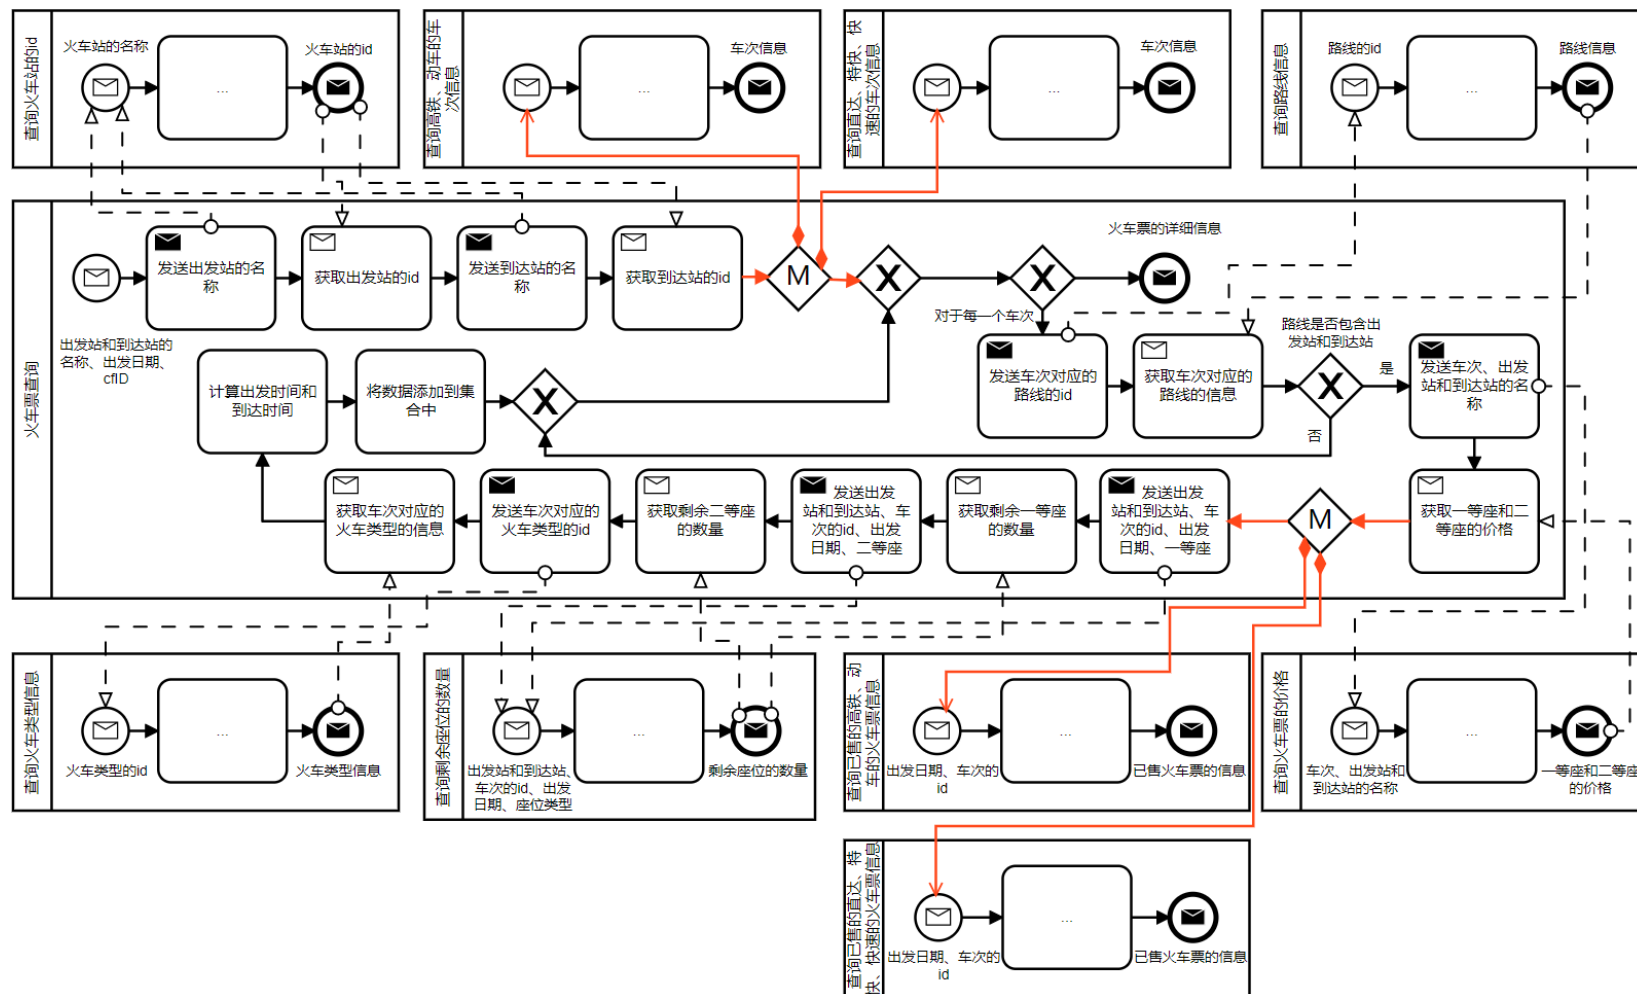 查询火车站的id
火车站的名称
...
火车站的id
查询高铁、动车的车
次信息
...
车次信息
查询直达、特快、快
速的车次信息
...
车次信息
查询路线信息
路线的id
...
路线信息
火车票查询
出发站和到达站的
名称、出发日期、
cfID
发送出发站的名
称
获取出发站的id
发送到达站的名
称
获取到达站的id
M
X
X
火车票的详细信息
对于每一个车次
发送车次对应的
路线的id
获取车次对应的
路线的信息
路线是否包含出
发站和到达站
X
是
否
发送车次、出发
站和到达站的名
称
计算出发时间和
到达时间
将数据添加到集
合中
X
获取车次对应的
火车类型的信息
发送车次对应的
火车类型的id
获取剩余二等座
的数量
发送出发
站和到达站、车
次的id、出发
日期、二等座
获取剩余一等座
的数量
发送出发
站和到达站、车
次的id、出发
日期、一等座
M
获取一等座和二
等座的价格
查询火车类型信息
火车类型的id
...
火车类型信息
查询剩余座位的数量
出发站和到达站、
车次的id、出发
日期、座位类型
...
剩余座位的数量
查询已售的高铁、动
车的火车票信息
出发日期、车次的
id
...
已售火车票的信息
查询火车票的价格
车次、出发站和
到达站的名称
...
一等座和二等座
的价格
查询已售的直达、特
快、快速的火车票信息
出发日期、车次的
id
...
已售火车票的信息